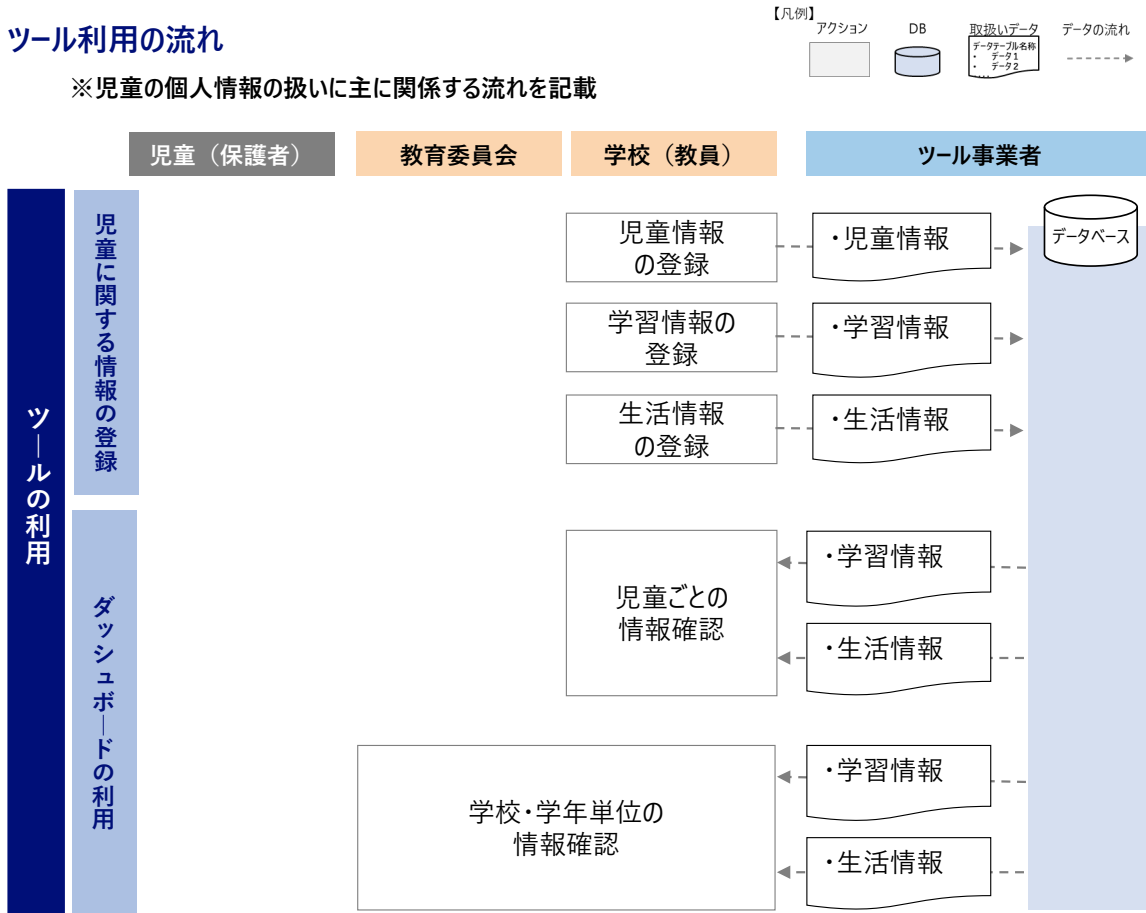 ツール利用の流れ
※児童の個人情報の扱いに主に関係する流れを記載
【凡例】
アクション
DB
取扱いデータ
データの流れ
データテーブル名称
・ データ1
・ データ2
・....
児童（保護者）
教育委員会
学校（教員）
ツール事業者
ツールの利用
児童に関する情報の登録
児童情報
の登録
・児童情報
データベース
学習情報の
登録
・学習情報
生活情報
の登録
・生活情報
ダッシュボードの利用
児童ごとの
情報確認
・学習情報
・生活情報
学校・学年単位の
情報確認
・学習情報
・生活情報